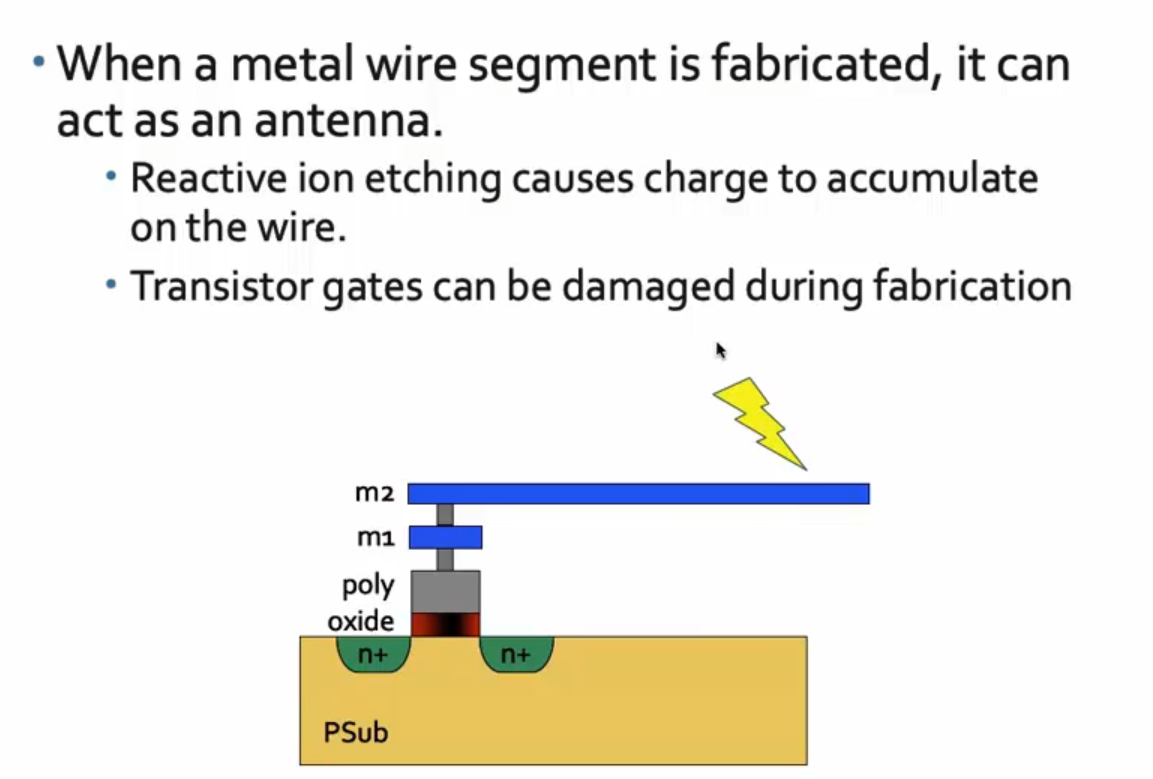 • When a metal wire segment is fabricated, it can
act as an antenna.
• Reactive ion etching causes charge to accumulate
on the wire.
• Transistor gates can be damaged during fabrication
m2
m1
poly
oxide
n+ n+
PSub